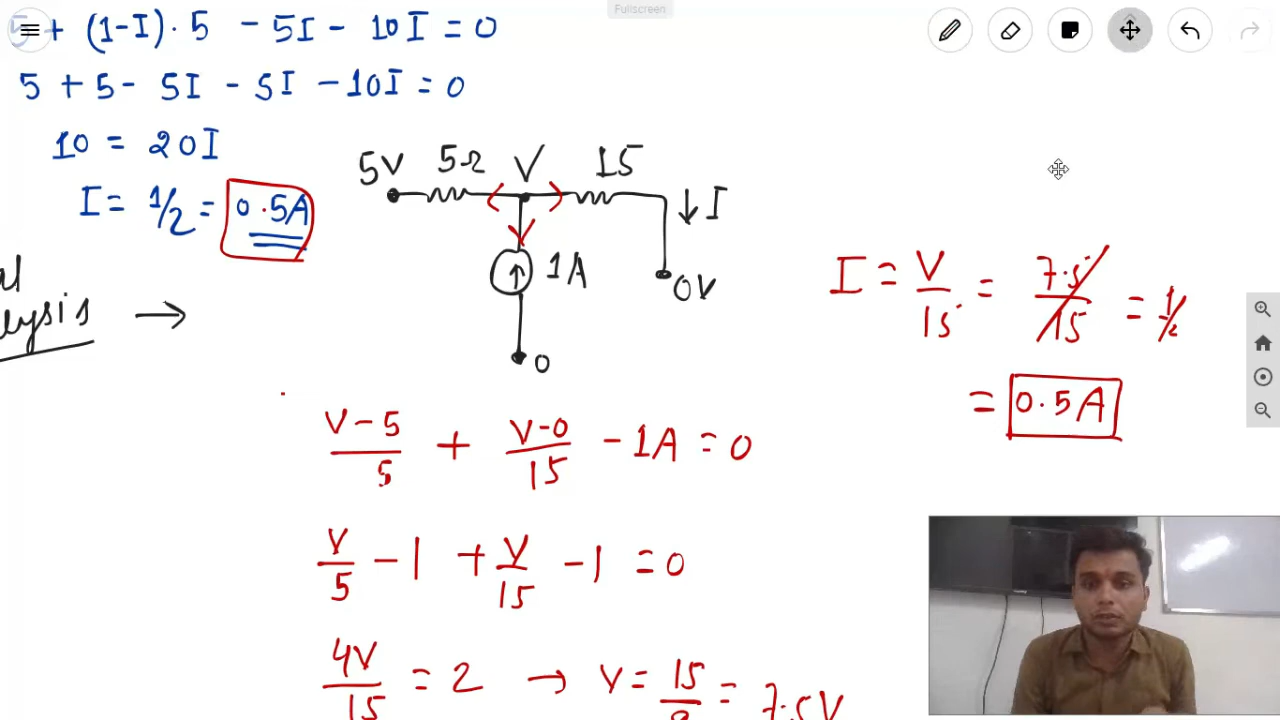 Fullscreen
5 + (1-I)·5 - 5I - 10I = 0
5 + 5 - 5I - 5I - 10I = 0
10 = 20I
I = 1/2 = 0.5A
5V 5Ω V 15
↓ I
1A
0V
0
→
I = V/15 = 7.5/15 = 1/2
= 0.5A
V-5/5 + V-0/15 - 1A = 0
V/5 - 1 + V/15 - 1 = 0
4V/15 = 2 → V = 15/2 = 7.5V